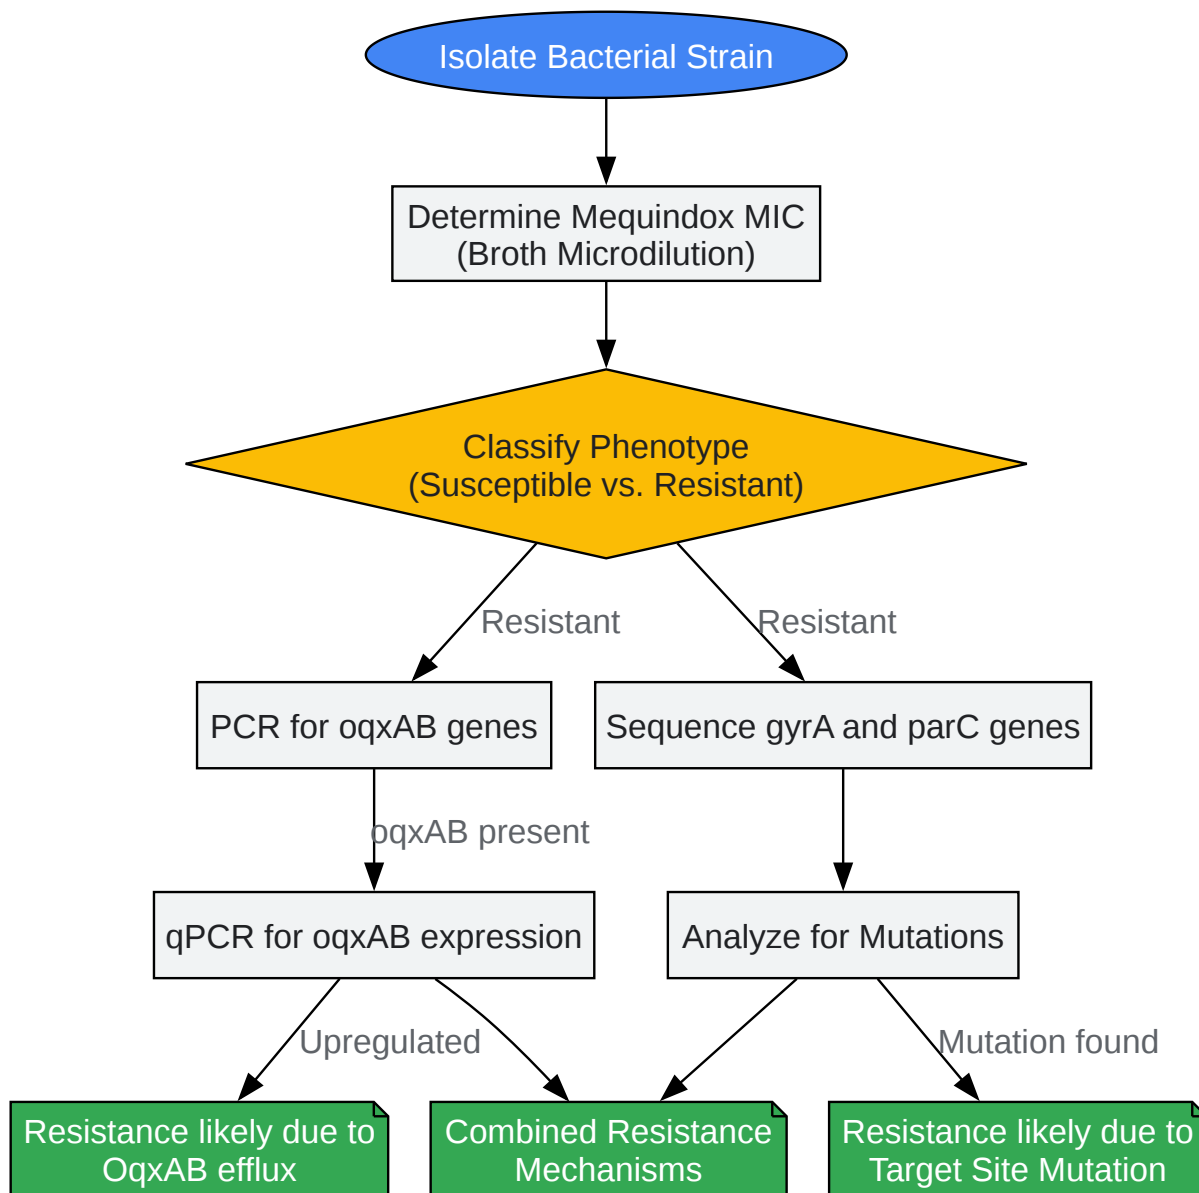 Isolate Bacterial Strain
Determine Mequindox MIC
(Broth Microdilution)
Classify Phenotype
(Susceptible vs. Resistant)
Resistant
Resistant
PCR for oqxAB genes
Sequence gyrA and parC genes
oqxAB present
qPCR for oqxAB expression
Analyze for Mutations
Upregulated
Mutation found
Resistance likely due to
OqxAB efflux
Combined Resistance
Mechanisms
Resistance likely due to
Target Site Mutation